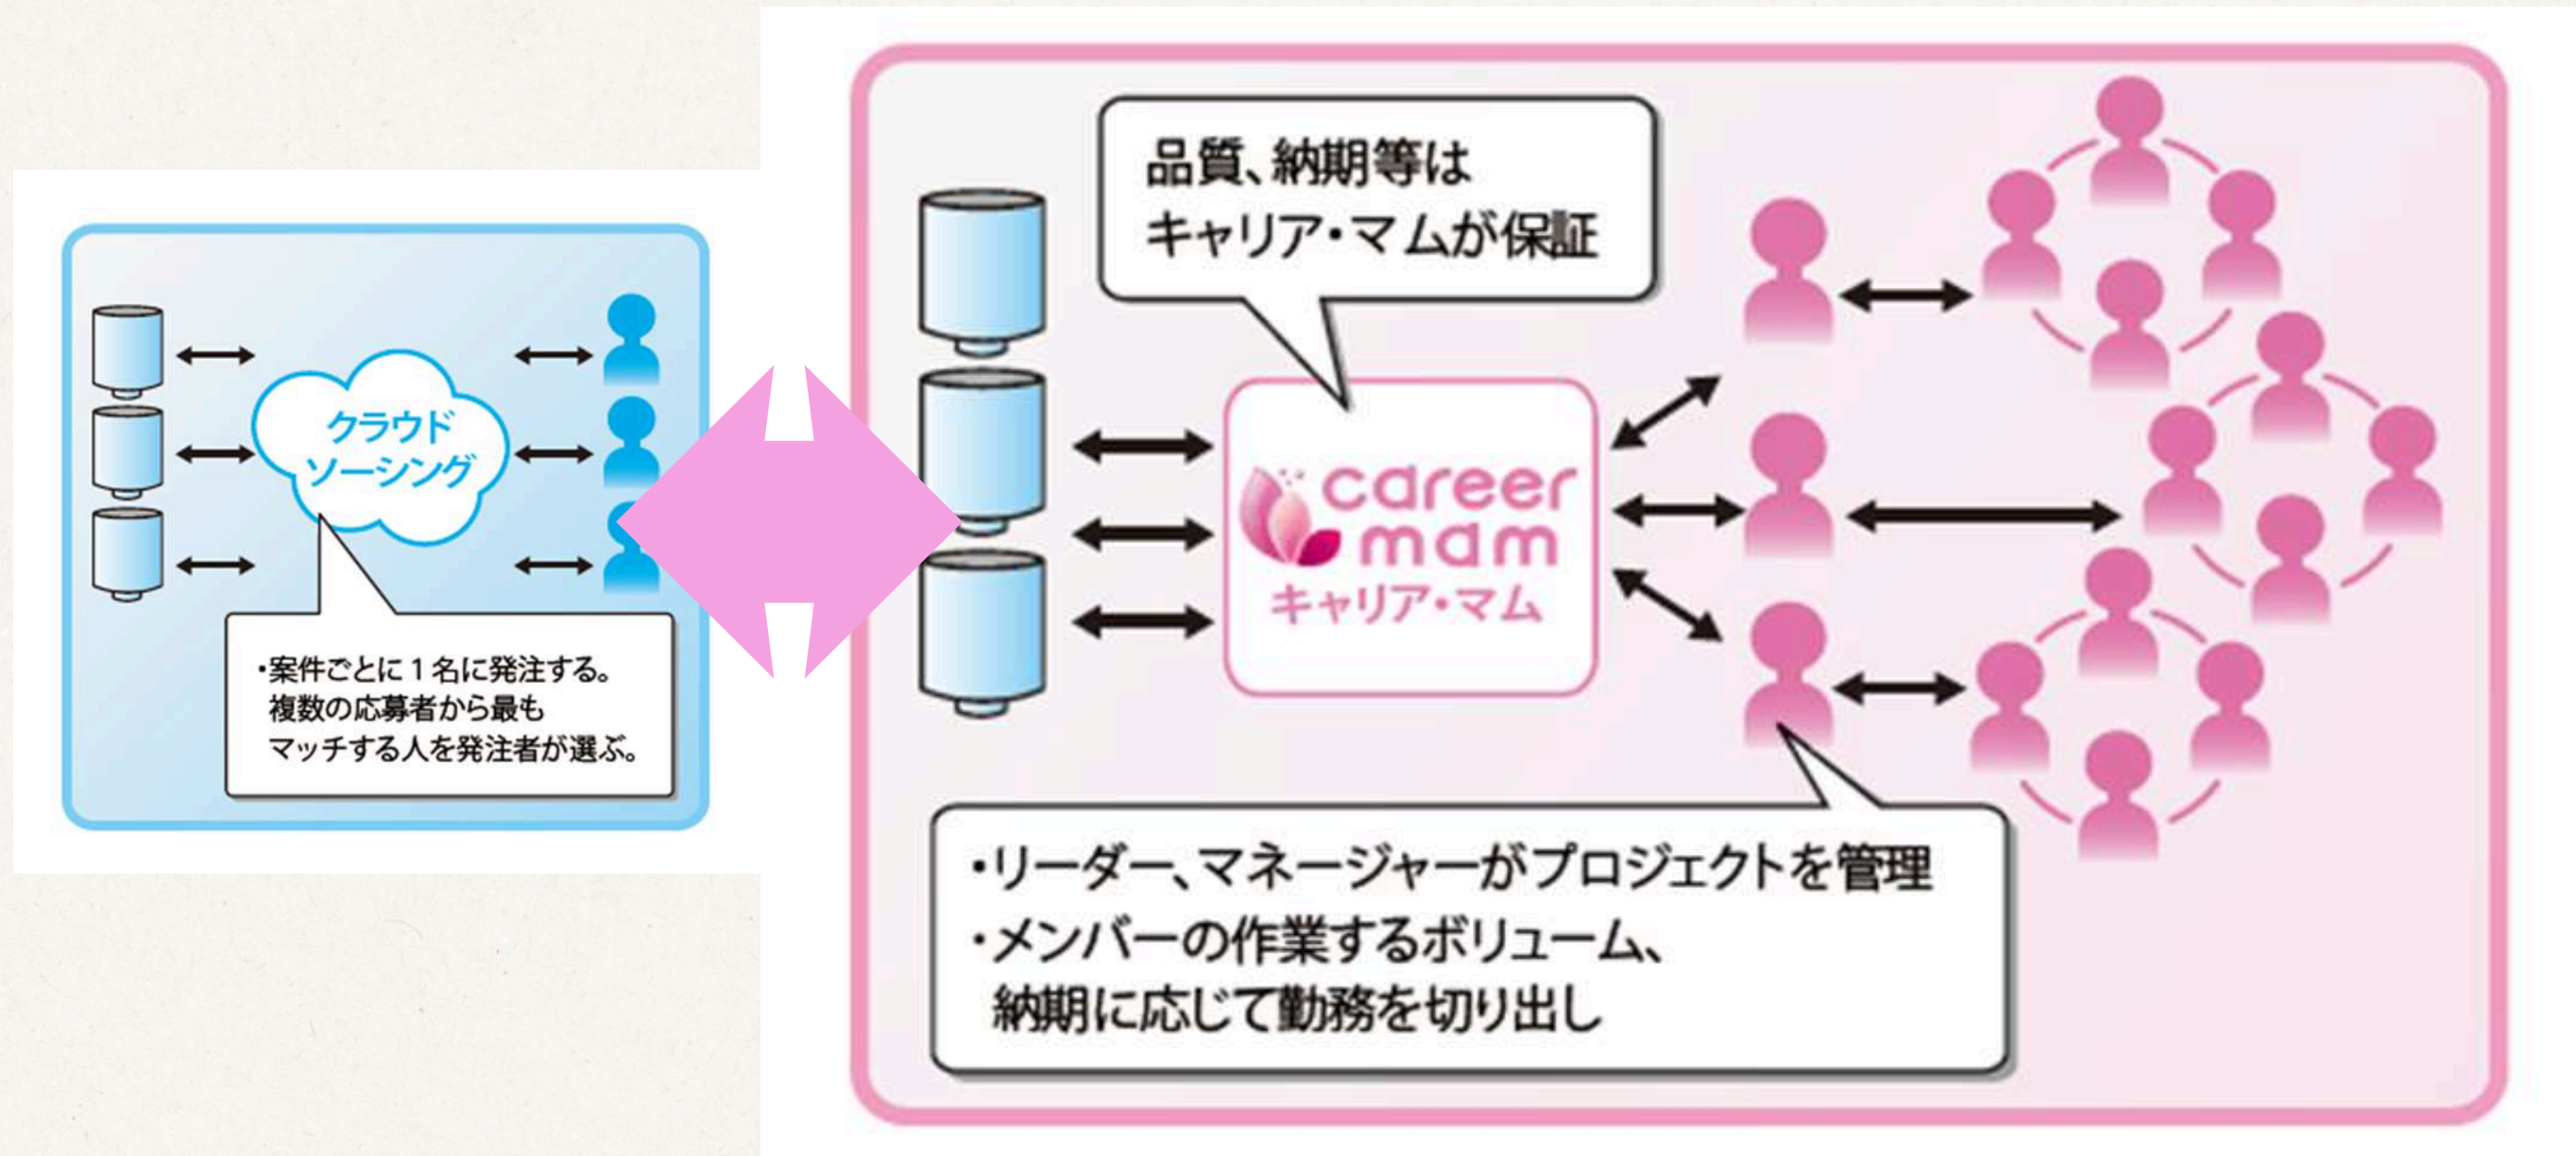 クラウド
ソーシング
・案件ごとに1名に発注する。
複数の応募者から最も
マッチする人を発注者が選ぶ。
品質、納期等は
キャリア・マムが保証
career
mam
キャリア・マム
・リーダー、マネージャーがプロジェクトを管理
・メンバーの作業するボリューム、
納期に応じて勤務を切り出し